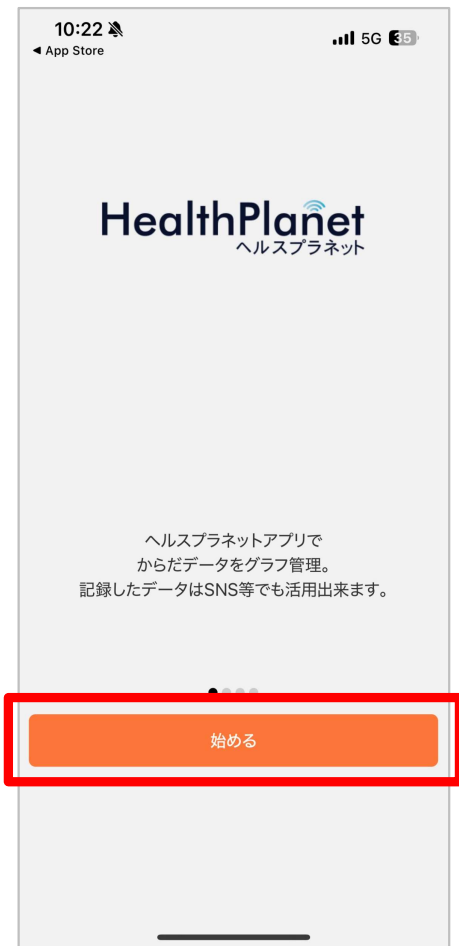 10:22
5G 35
◀ App Store
HealthPlanet
ヘルスプラネット
ヘルスプラネットアプリで
からだデータをグラフ管理。
記録したデータはSNS等でも活用出来ます。
始める